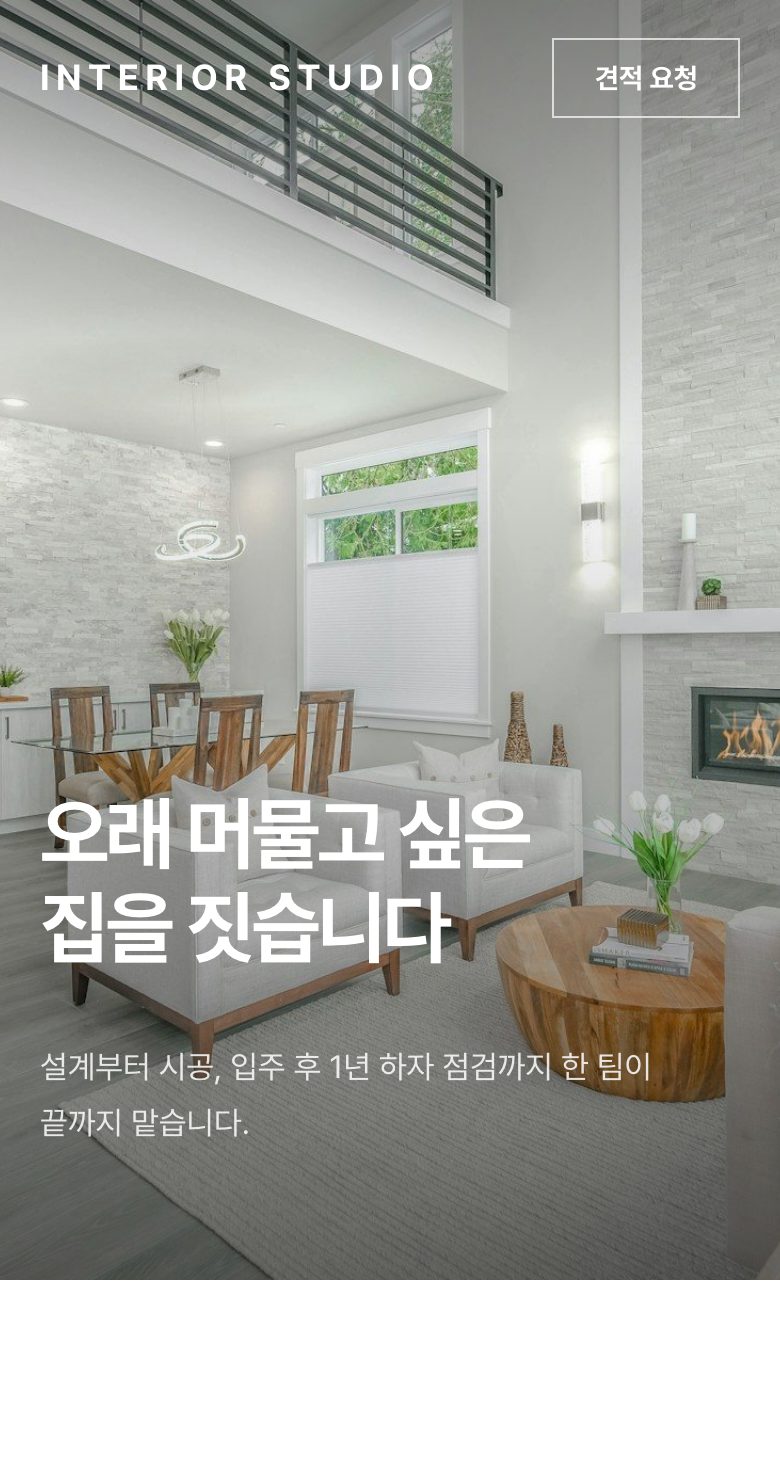 INTERIOR STUDIO
견적 요청
오래 머물고 싶은
집을 짓습니다
설계부터 시공, 입주 후 1년 하자 점검까지 한 팀이
끝까지 맡습니다.